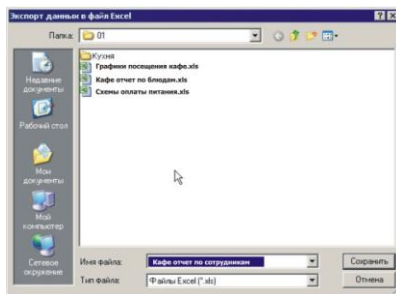 Экспорт данных в файл Excel
Папка:
01
Кухня
Графики посещения кафе.xls
Кафе отчет по блюдам.xls
Схемы оплаты питания.xls
Недавние
документы
Рабочий стол
Мои
документы
Мой
компьютер
Сетевое
окружение
Имя файла:
Кафе отчет по сотрудникам
Сохранить
Тип файла:
Файлы Excel (*.xls)
Отмена